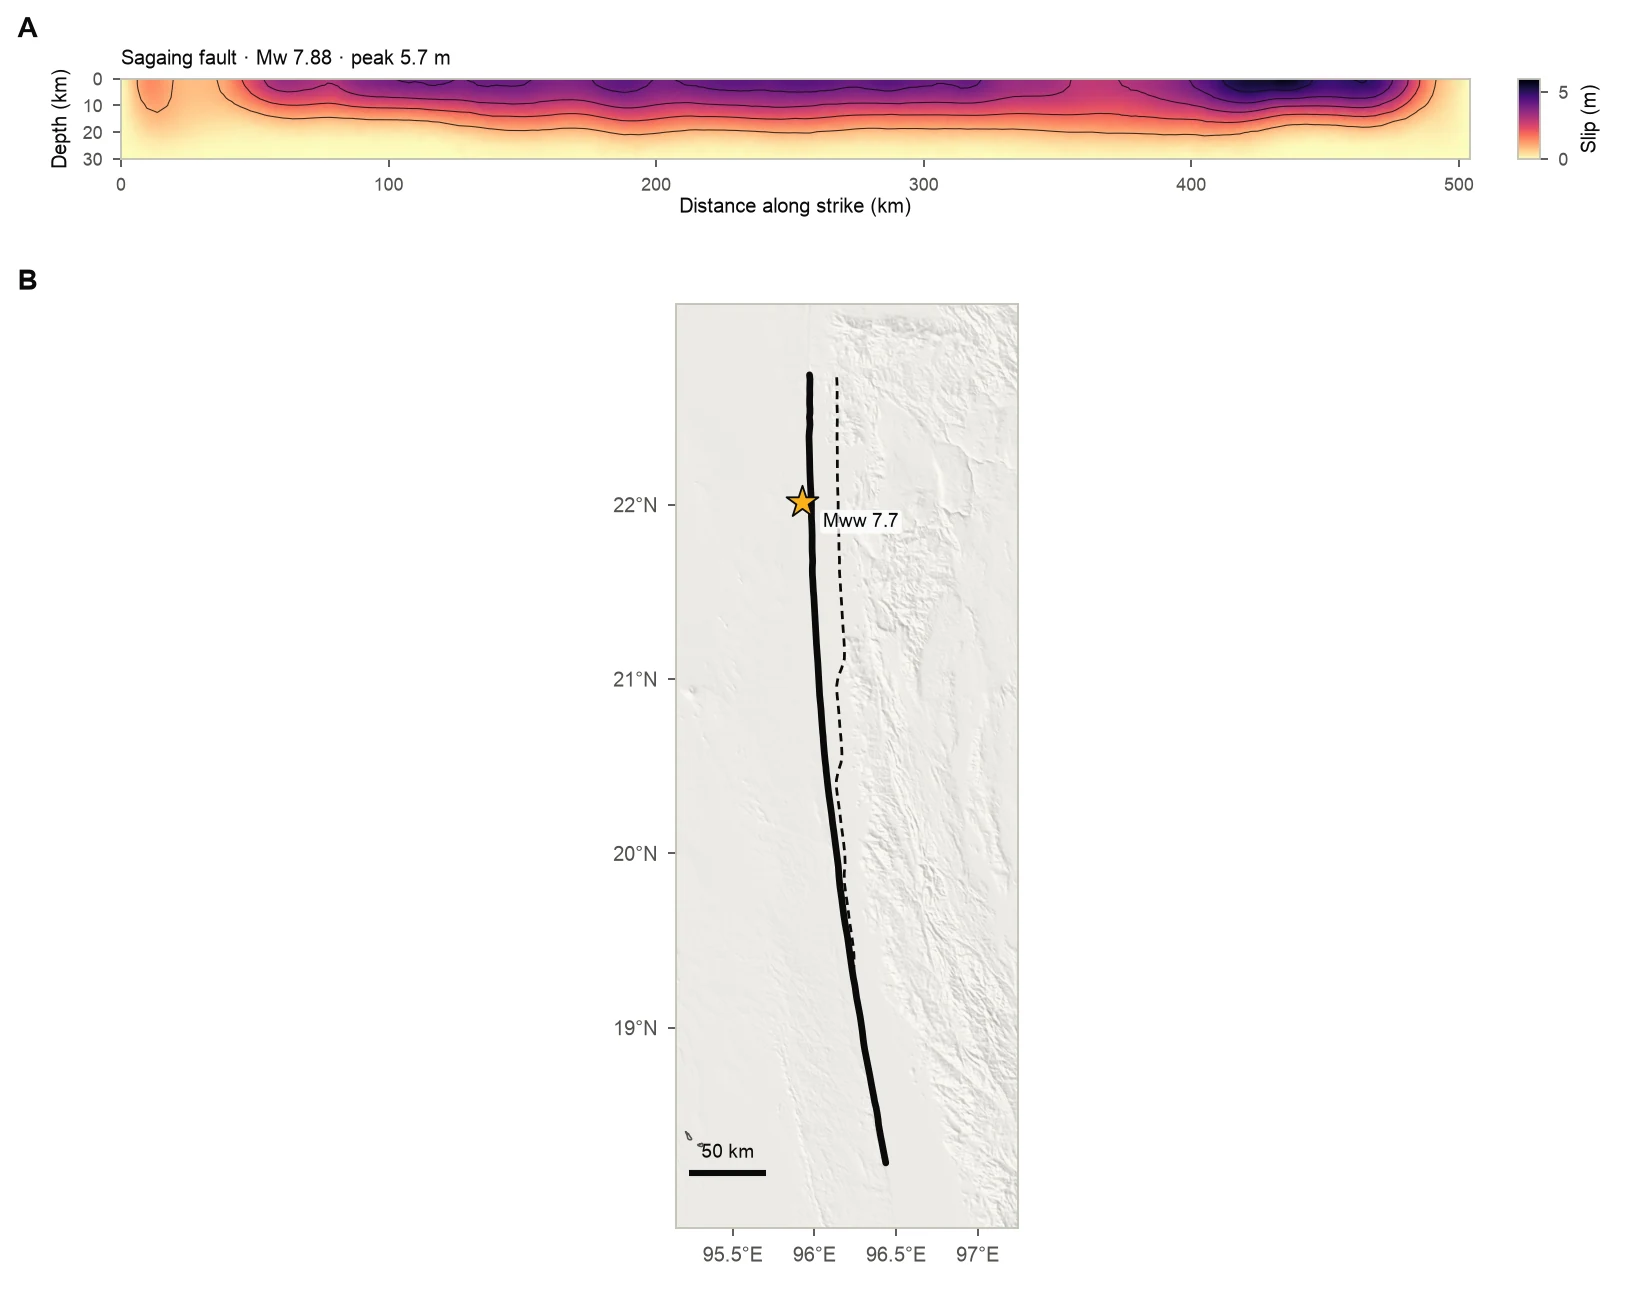 A
Sagaing fault · Mw 7.88 · peak 5.7 m
Depth (km)
0
10
20
30
0 100 200 300 400 500
Distance along strike (km)
5
0
Slip (m)
B
22°N
21°N
20°N
19°N
Mww 7.7
50 km
95.5°E 96°E 96.5°E 97°E